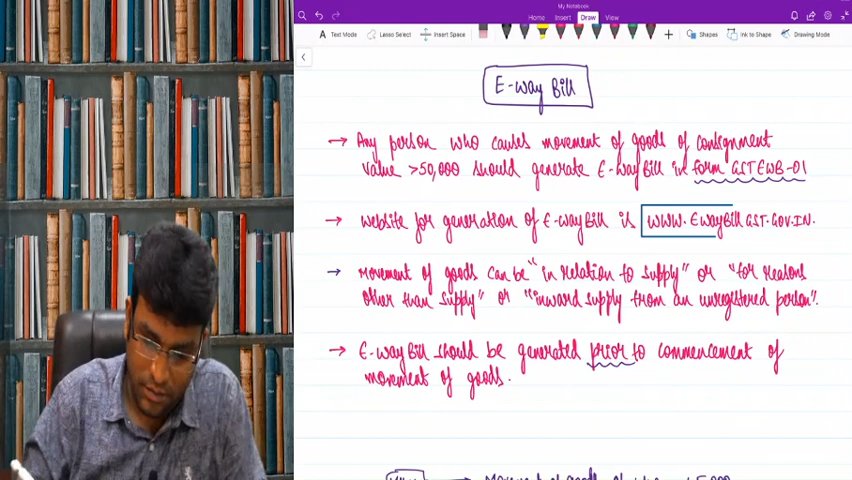 My Notebook
Home Insert Draw View
Text Mode Lasso Select Insert Space Shapes Ink to Shape Drawing Mode
E-way Bill
→ Any person who causes movement of goods of consignment
value >50,000 should generate E-Way Bill in form GST EWB-01
→ Website for generation of E-way Bill is WWW.EwayBillGST.GOV.IN.
→ Movement of goods can be "in relation to supply" or "for reasons
other than supply" or "inward supply from an unregistered person".
→ E-way Bill should be generated prior to commencement of
movement of goods.